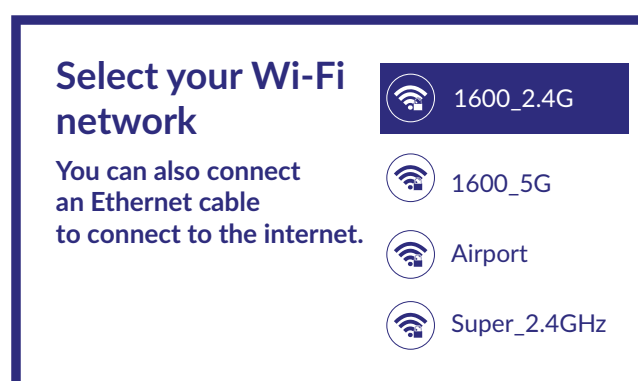 Select your Wi-Fi
network
You can also connect
an Ethernet cable
to connect to the internet.
1600_2.4G
1600_5G
Airport
Super_2.4GHz